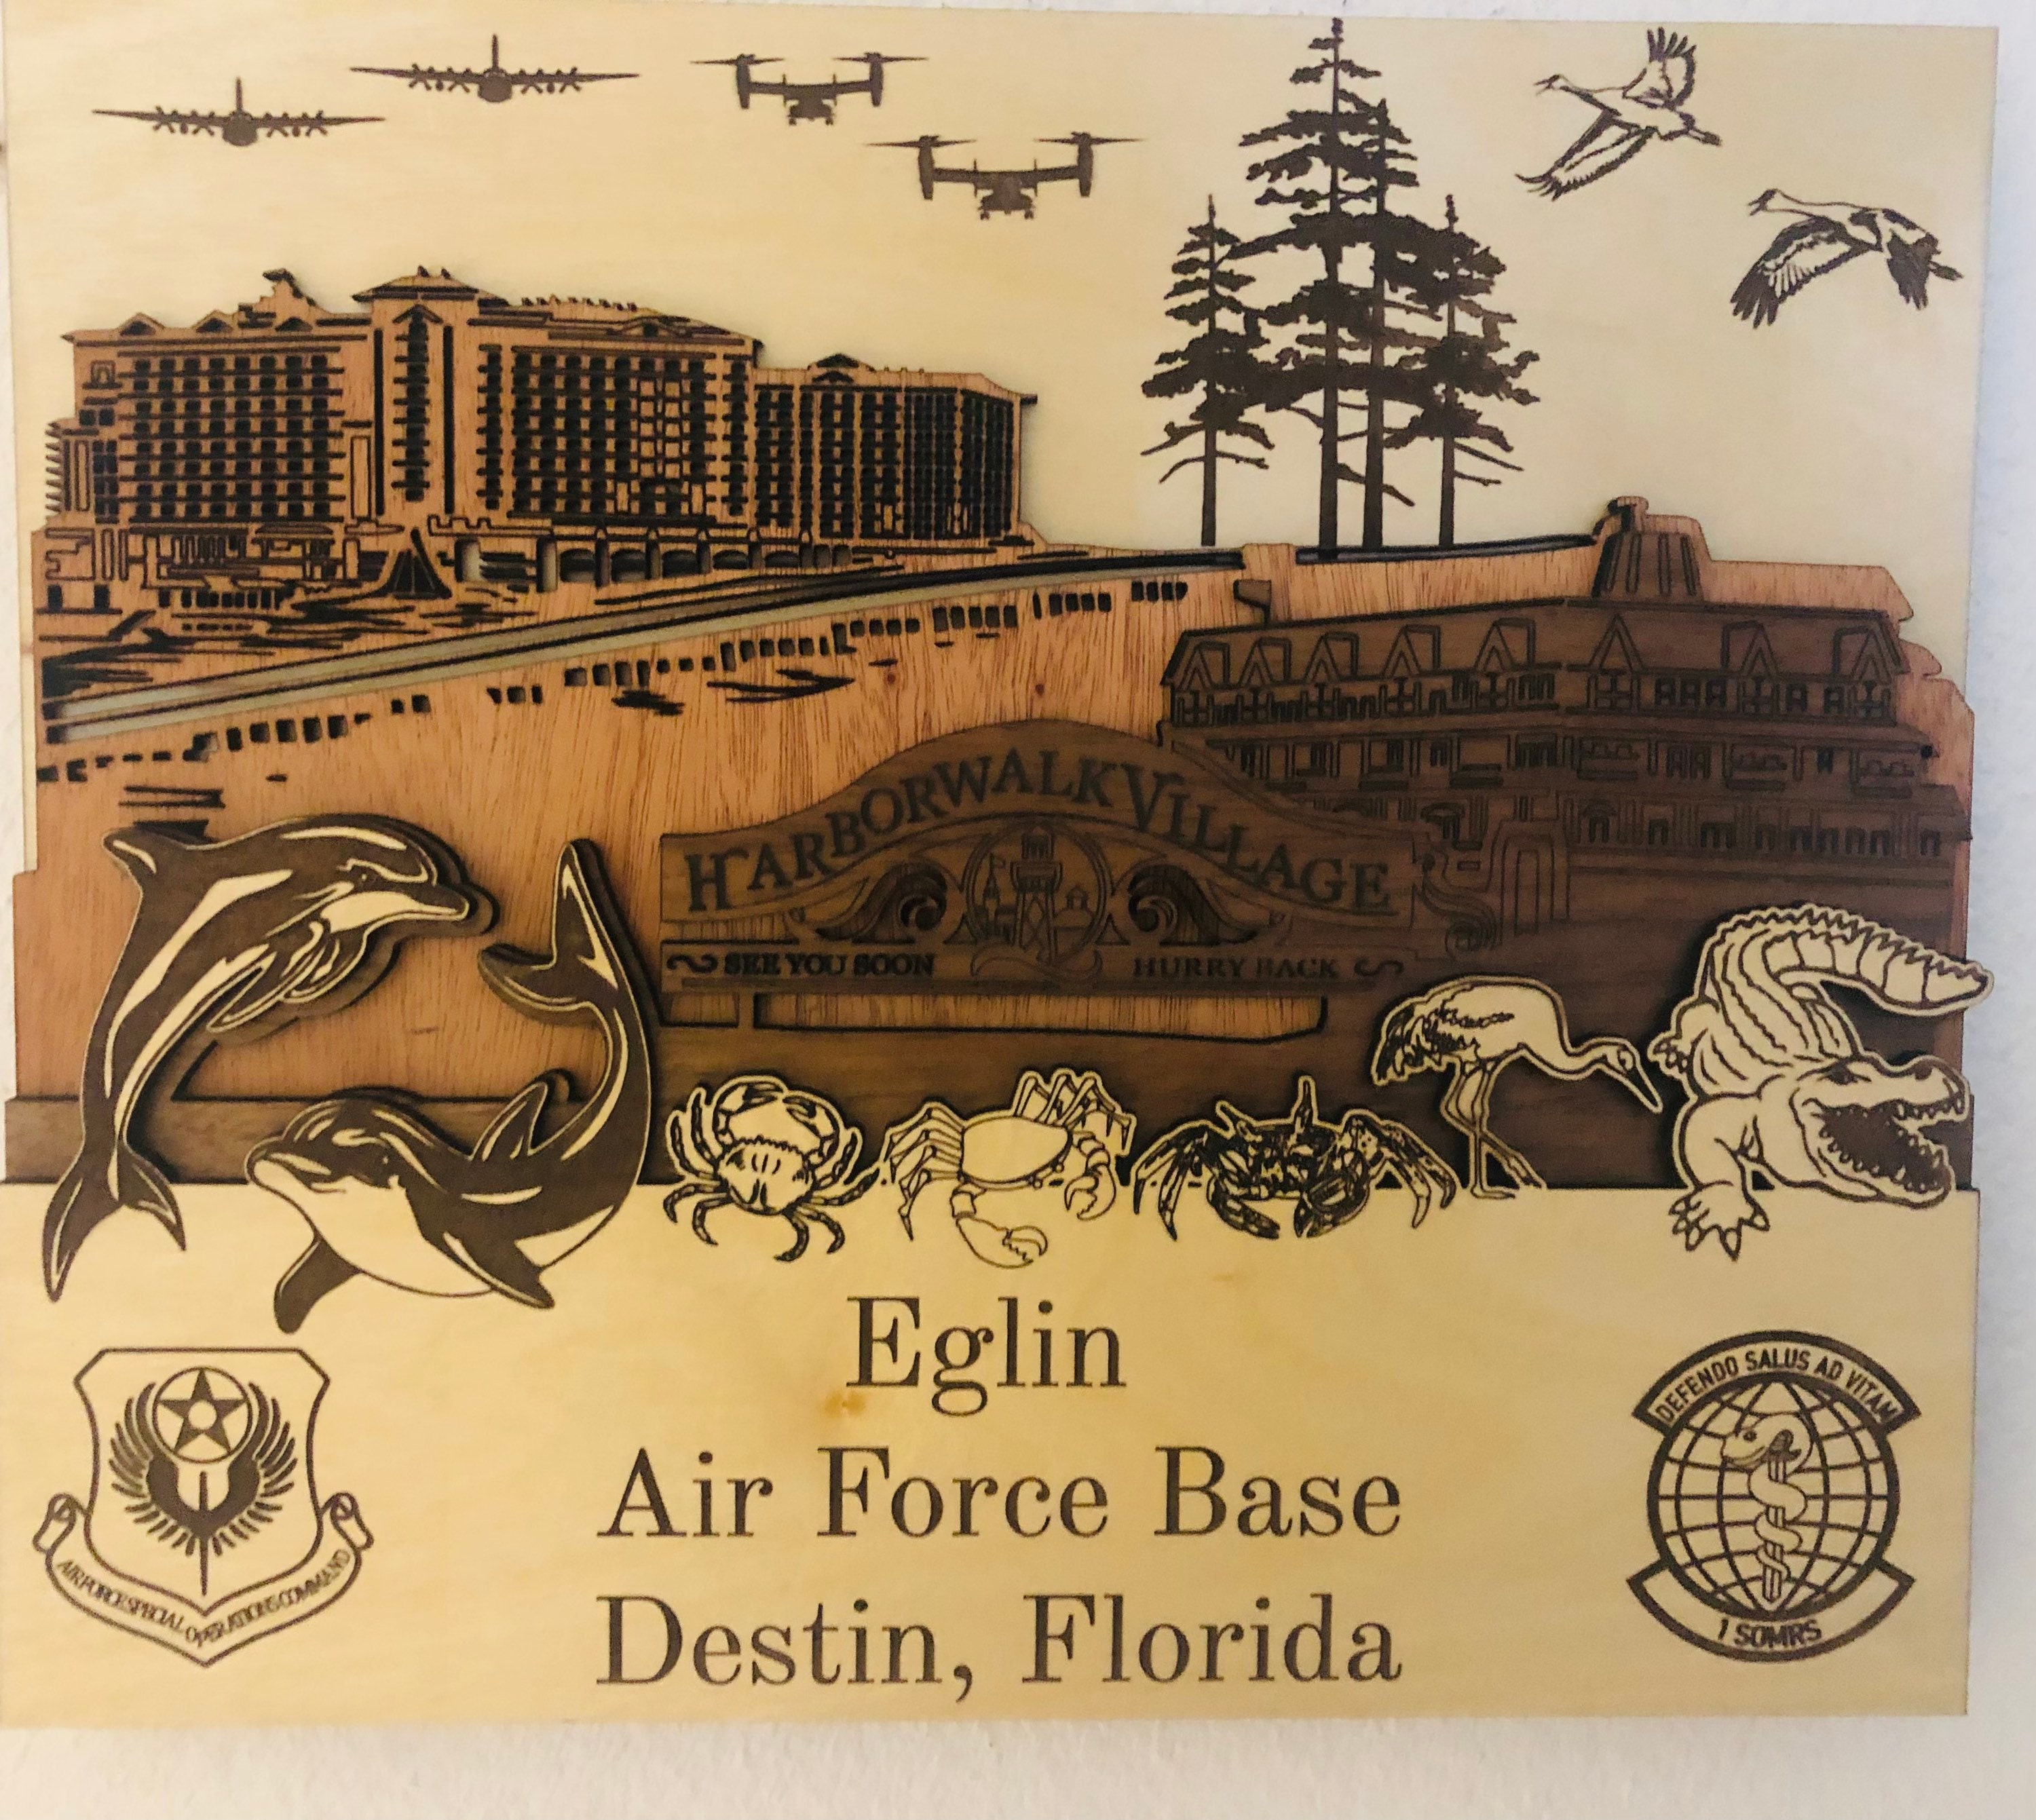 HARBORWALK VILLAGE
SEE YOU SOON HURRY BACK
Eglin
Air Force Base
Destin, Florida
AIR FORCE SPECIAL OPERATIONS COMMAND
DEFENDO SALUS AD VITAM
1 SOMRS